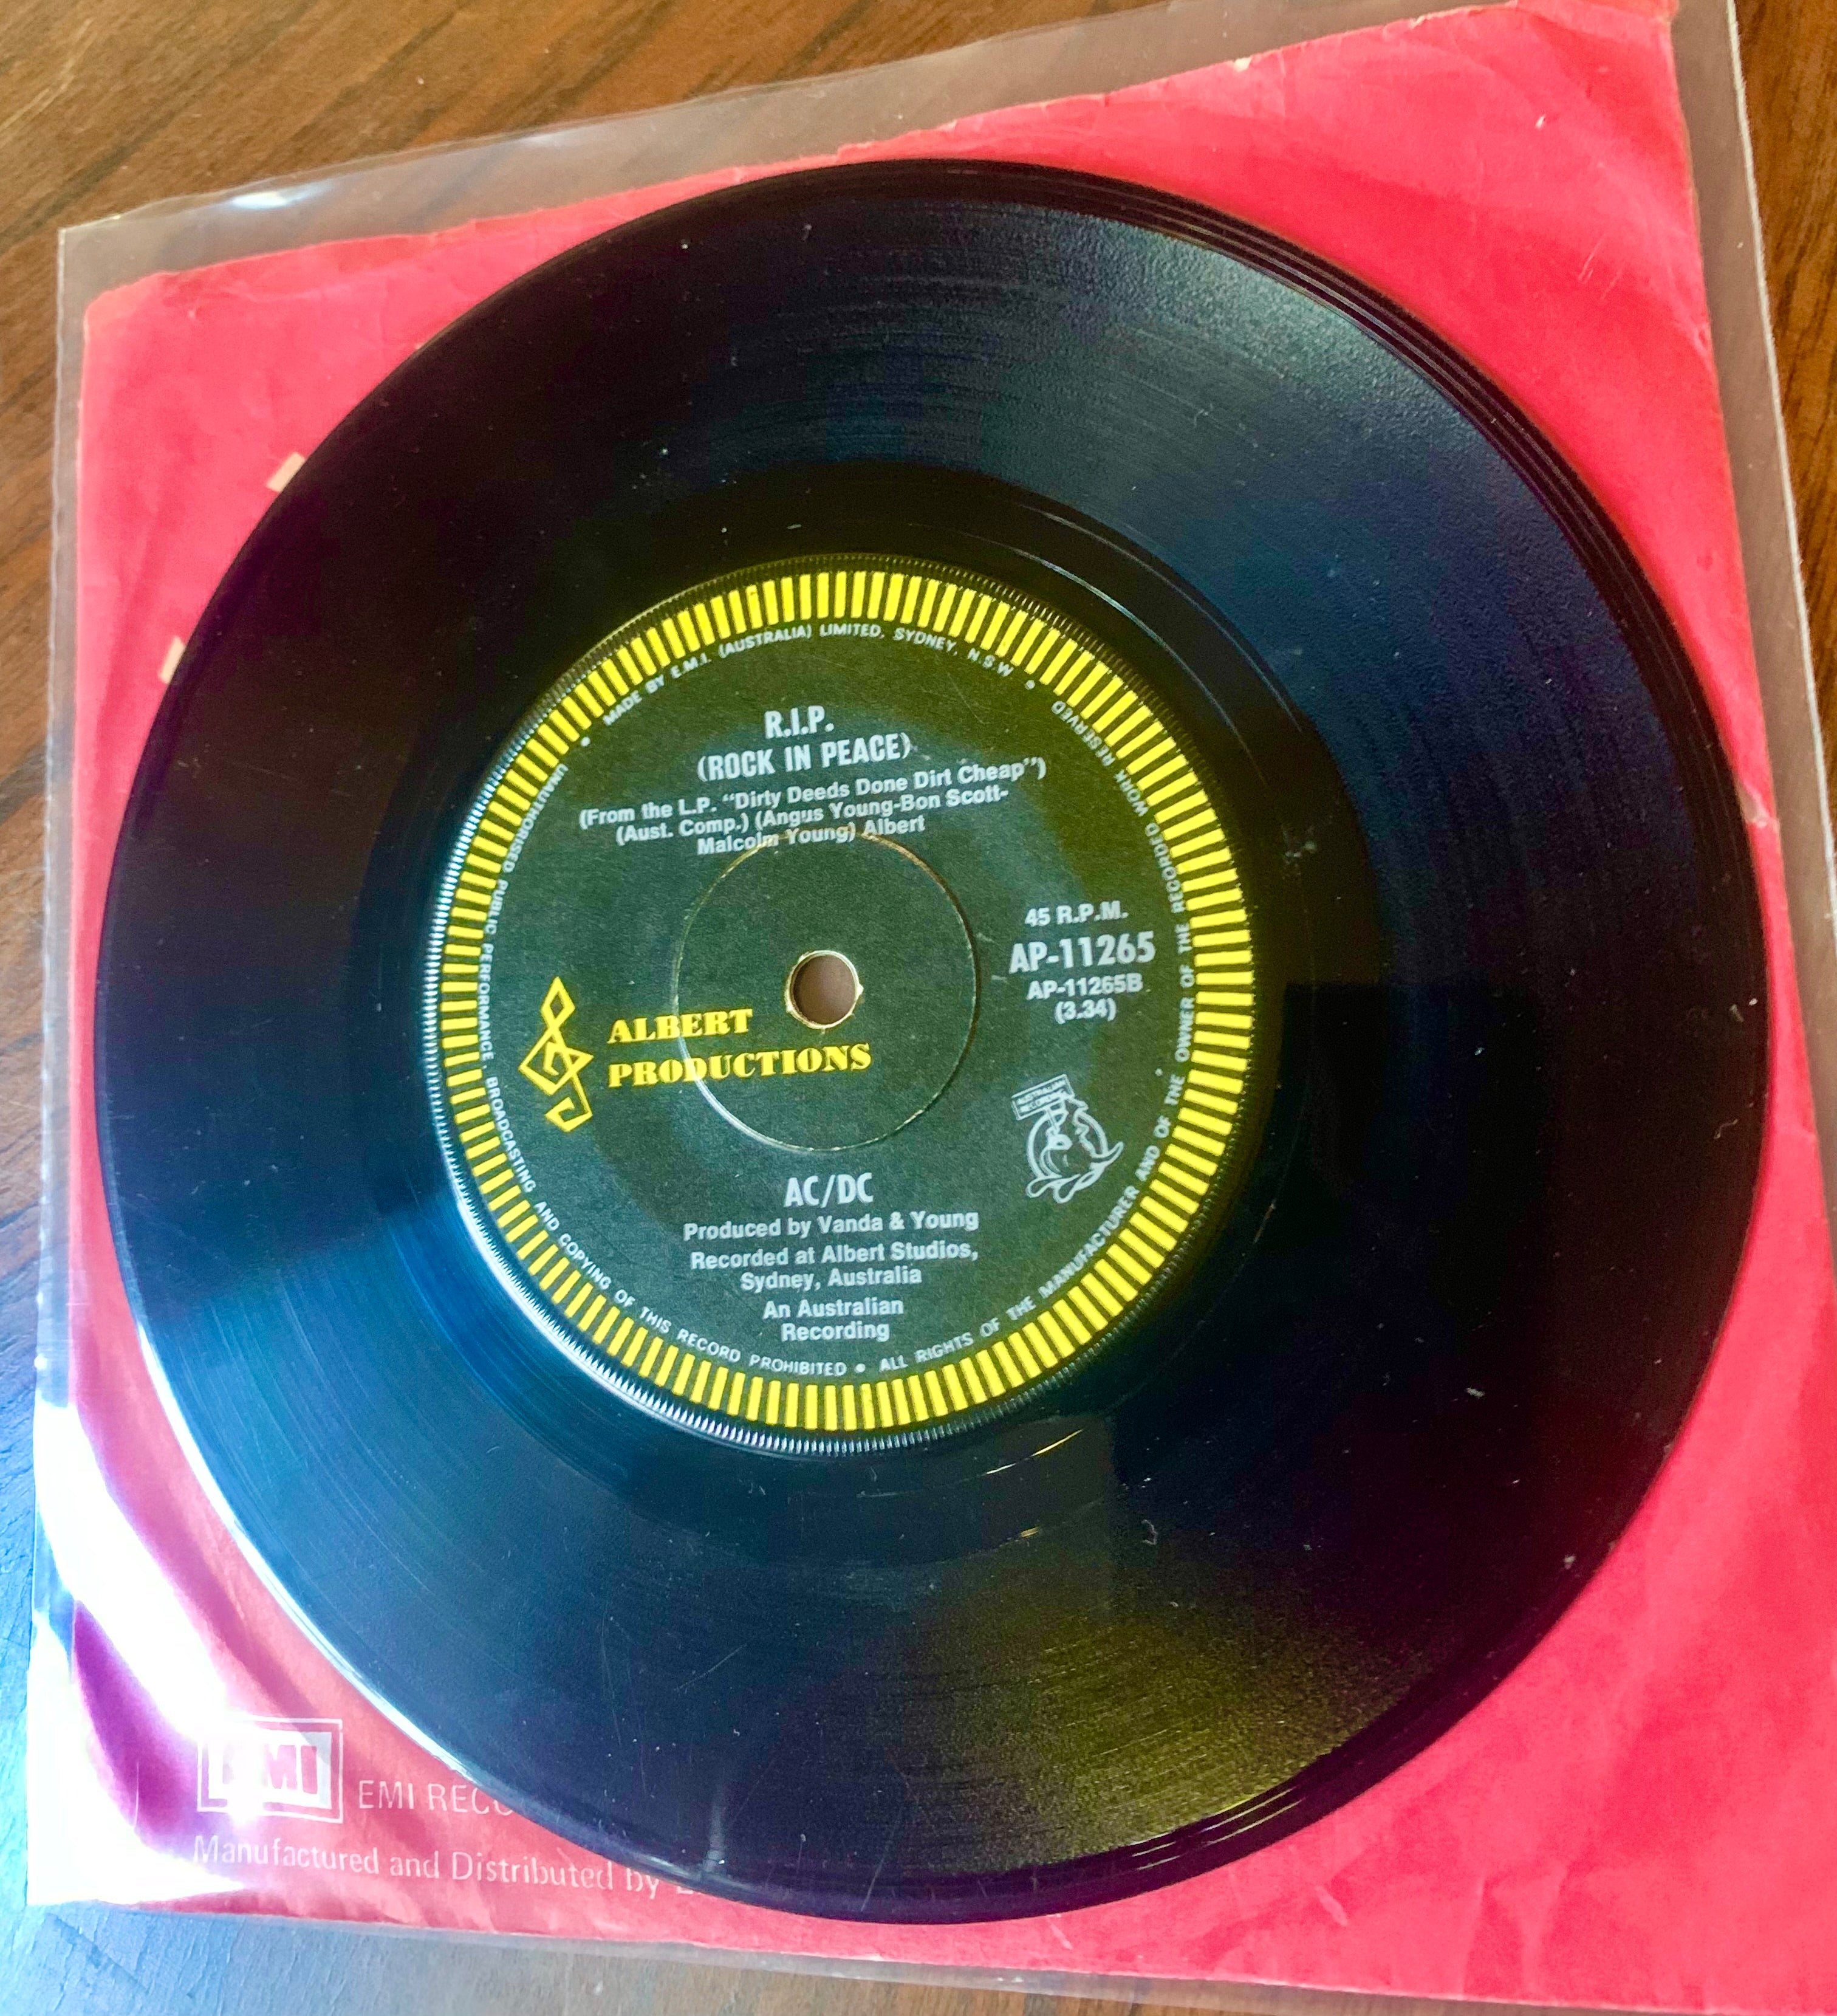 MADE BY E.M.I. (AUSTRALIA) LIMITED, SYDNEY, N.S.W. • UNAUTHORISED PUBLIC PERFORMANCE, BROADCASTING AND COPYING OF THIS RECORD PROHIBITED • ALL RIGHTS OF THE MANUFACTURER AND OF THE OWNER OF THE RECORDED WORK RESERVED
R.I.P.
(ROCK IN PEACE)
(From the L.P. “Dirty Deeds Done Dirt Cheap”)
(Aust. Comp.) (Angus Young-Bon Scott-
Malcolm Young) Albert
45 R.P.M.
AP-11265
AP-11265B
(3.34)
ALBERT
PRODUCTIONS
AUSTRALIAN
RECORDING
AC/DC
Produced by Vanda & Young
Recorded at Albert Studios,
Sydney, Australia
An Australian
Recording
EMI
EMI REC
Manufactured and Distributed by